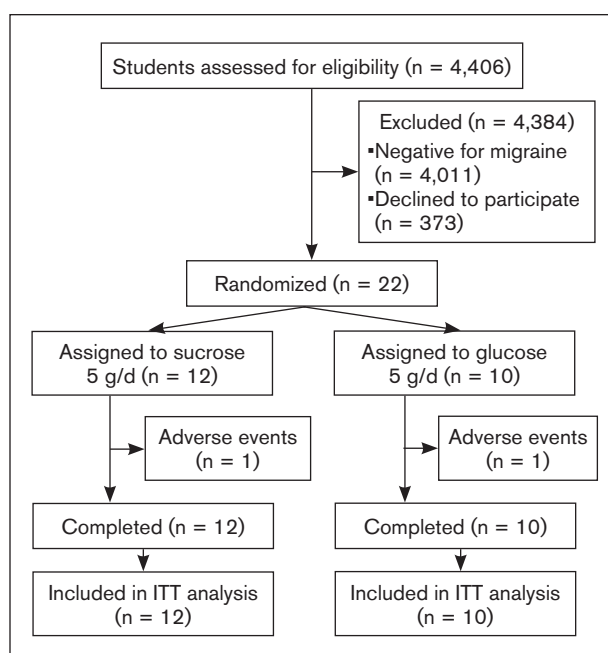 Students assessed for eligibility (n = 4,406)
Excluded (n = 4,384)
▪Negative for migraine
(n = 4,011)
▪Declined to participate
(n = 373)
Randomized (n = 22)
Assigned to sucrose
5 g/d (n = 12)
Assigned to glucose
5 g/d (n = 10)
Adverse events
(n = 1)
Adverse events
(n = 1)
Completed (n = 12)
Completed (n = 10)
Included in ITT analysis
(n = 12)
Included in ITT analysis
(n = 10)